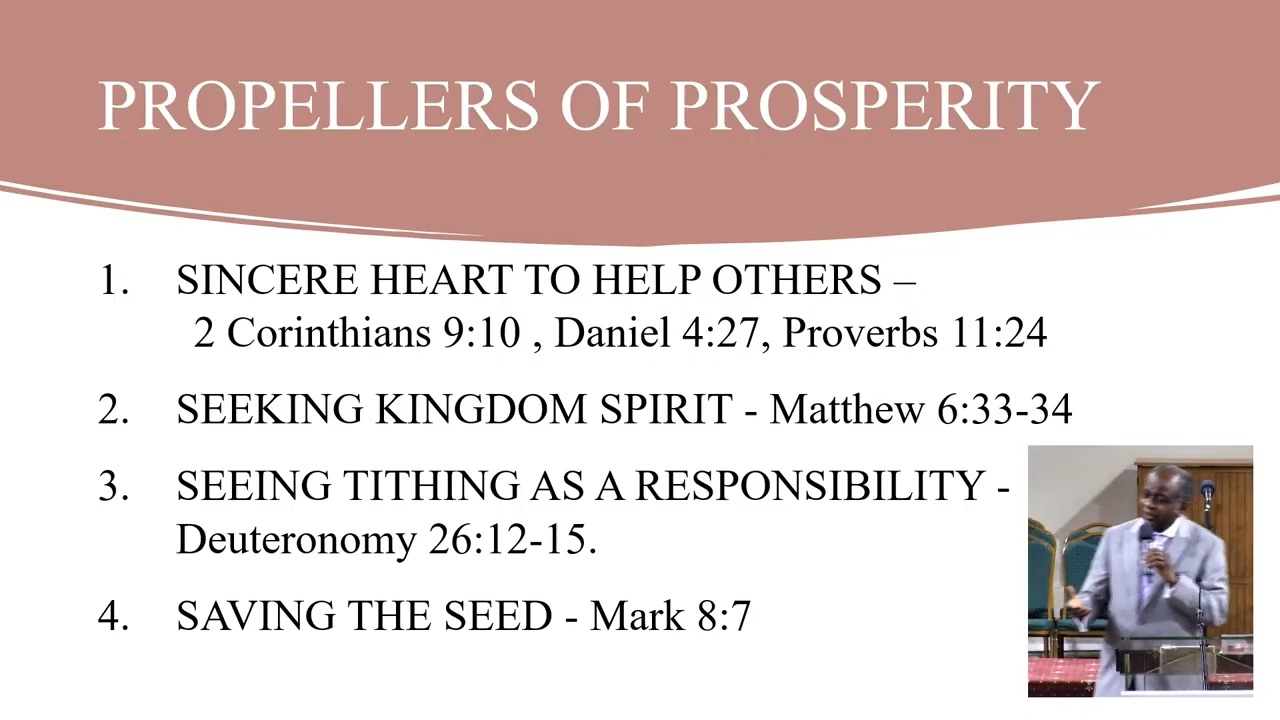 PROPELLERS OF PROSPERITY
1. SINCERE HEART TO HELP OTHERS –
2 Corinthians 9:10 , Daniel 4:27, Proverbs 11:24
2. SEEKING KINGDOM SPIRIT - Matthew 6:33-34
3. SEEING TITHING AS A RESPONSIBILITY -
Deuteronomy 26:12-15.
4. SAVING THE SEED - Mark 8:7